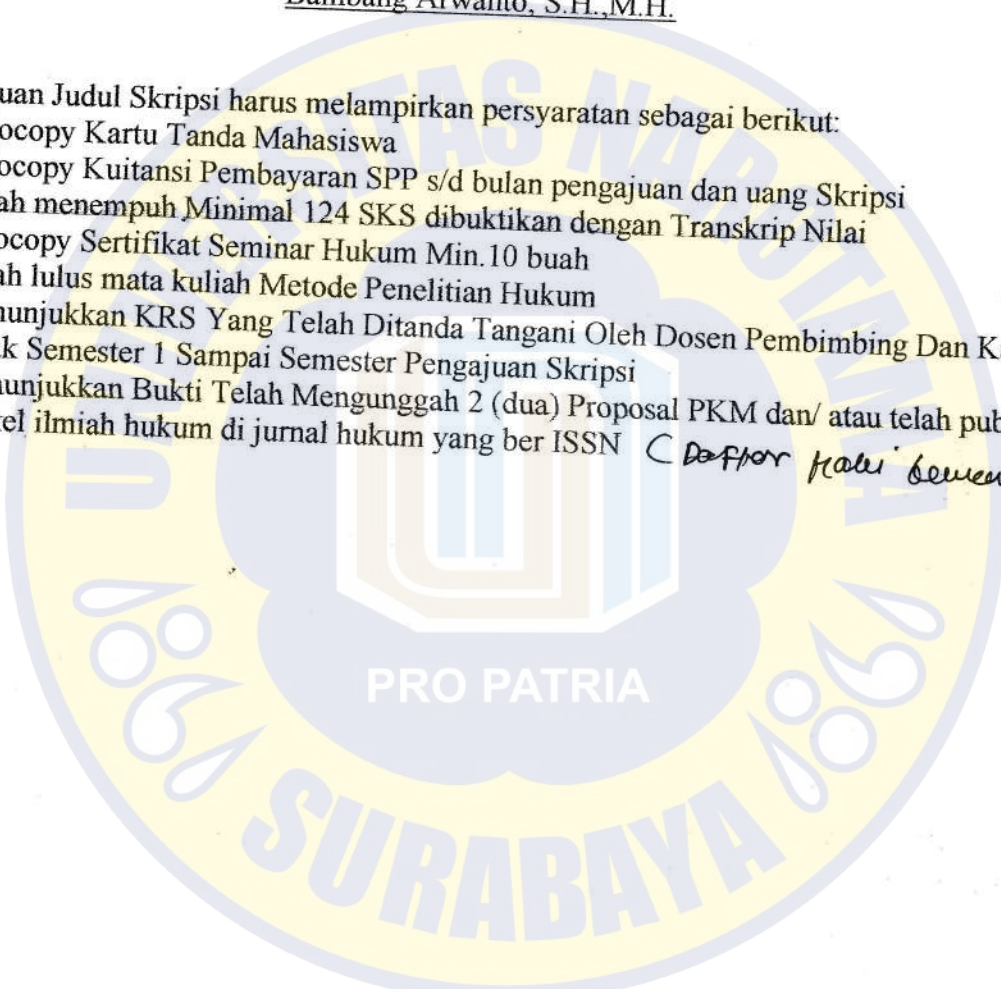 Bambang Arwanto, S.H.,M.H.
uan Judul Skripsi harus melampirkan persyaratan sebagai berikut:
ocopy Kartu Tanda Mahasiswa
ocopy Kuitansi Pembayaran SPP s/d bulan pengajuan dan uang Skripsi
ah menempuh Minimal 124 SKS dibuktikan dengan Transkrip Nilai
ocopy Sertifikat Seminar Hukum Min.10 buah
ah lulus mata kuliah Metode Penelitian Hukum
nunjukkan KRS Yang Telah Ditanda Tangani Oleh Dosen Pembimbing Dan K
k Semester 1 Sampai Semester Pengajuan Skripsi
nunjukkan Bukti Telah Mengunggah 2 (dua) Proposal PKM dan/ atau telah pub
el ilmiah hukum di jurnal hukum yang ber ISSN (
UNIVERSITAS NAROTAMA
PRO PATRIA
SURABAYA